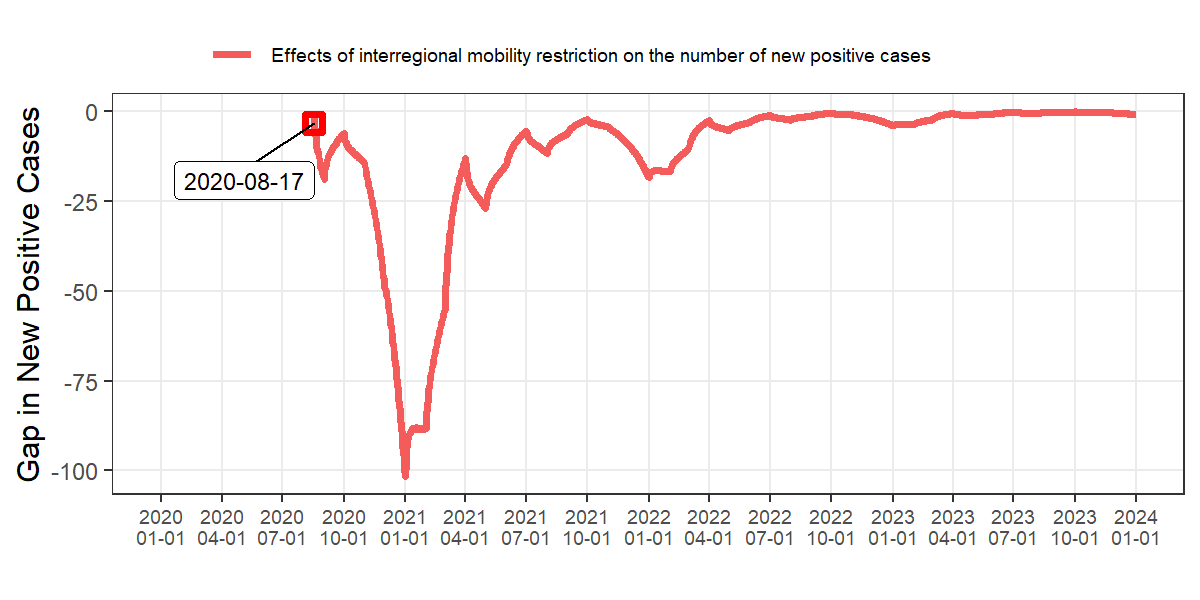 Effects of interregional mobility restriction on the number of new positive cases
Gap in New Positive Cases
0
-25
-50
-75
-100
2020-08-17
2020 2020 2020 2020 2021 2021 2021 2021 2022 2022 2022 2022 2023 2023 2023 2023 2024
01-01 04-01 07-01 10-01 01-01 04-01 07-01 10-01 01-01 04-01 07-01 10-01 01-01 04-01 07-01 10-01 01-01